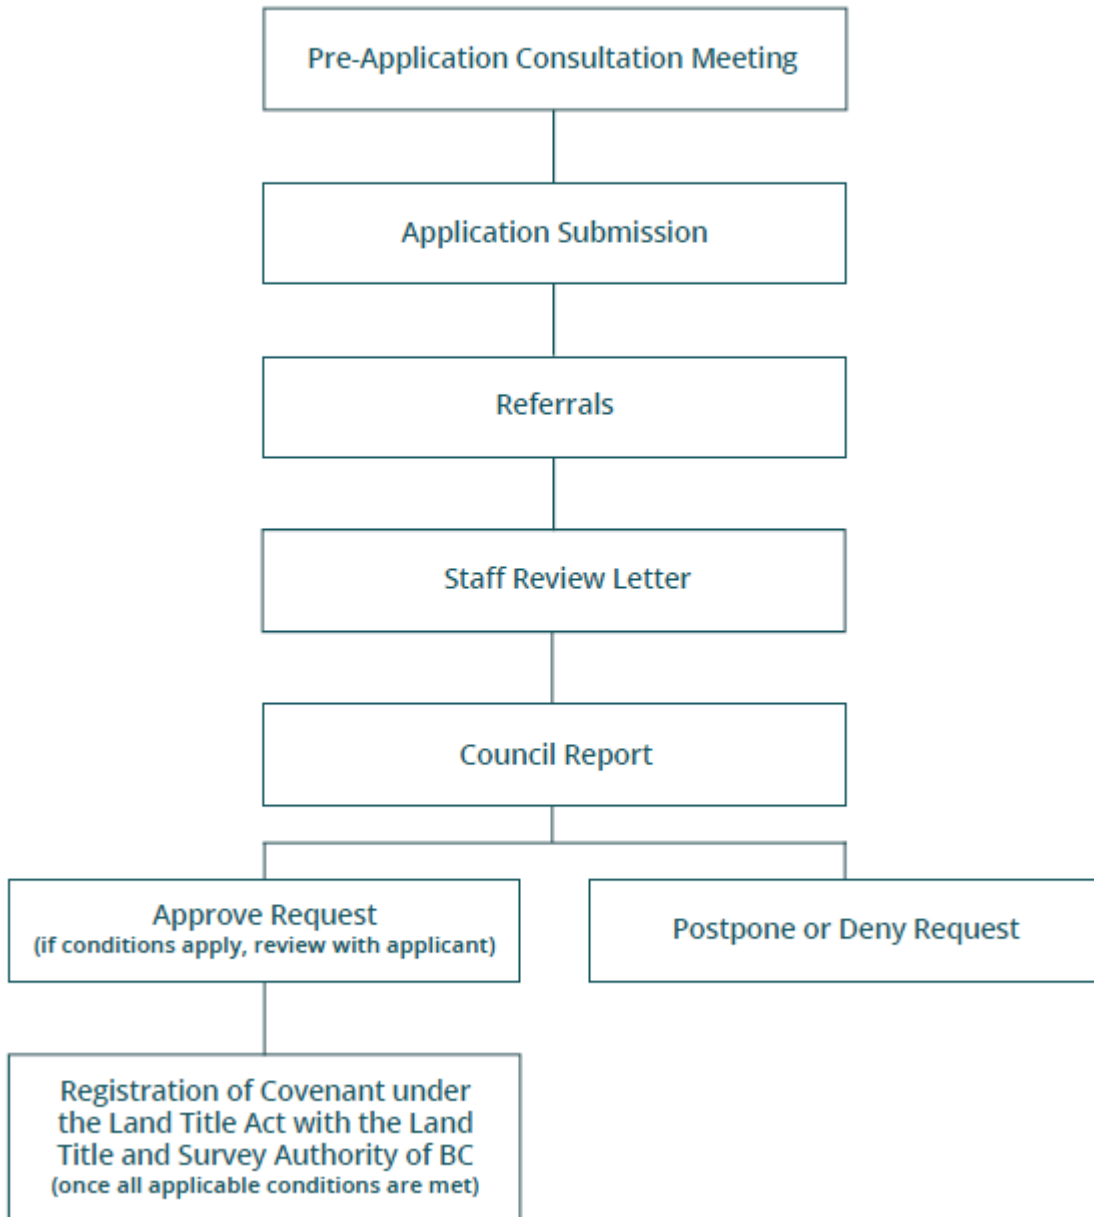 Pre-Application Consultation Meeting
Application Submission
Referrals
Staff Review Letter
Council Report
Approve Request
(if conditions apply, review with applicant)
Postpone or Deny Request
Registration of Covenant under
the Land Title Act with the Land
Title and Survey Authority of BC
(once all applicable conditions are met)